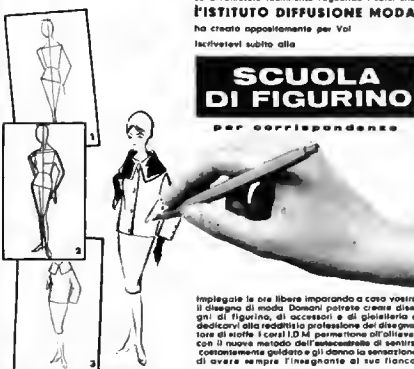 L'ISTITUTO DIFFUSIONE MODA
ha creato appositamente per Voi
Iscrivetevi subito alla
SCUOLA
DI FIGURINO
per corrispondenza
1
2
3
Impiegate le ore libere imparando a casa vostra
il disegno di moda Domani potrete creare dise
gni di figurino, di accessori e di gioielleria o
dedicarvi alla redditizia professione del disegna
tore di stoffe I corsi I.D.M permettono all'allievo
con il nuovo metodo dell'autocontrollo di sentirsi
costantemente guidato e gli danno la sensazione
di avere sempre l'insegnante al suo fianco